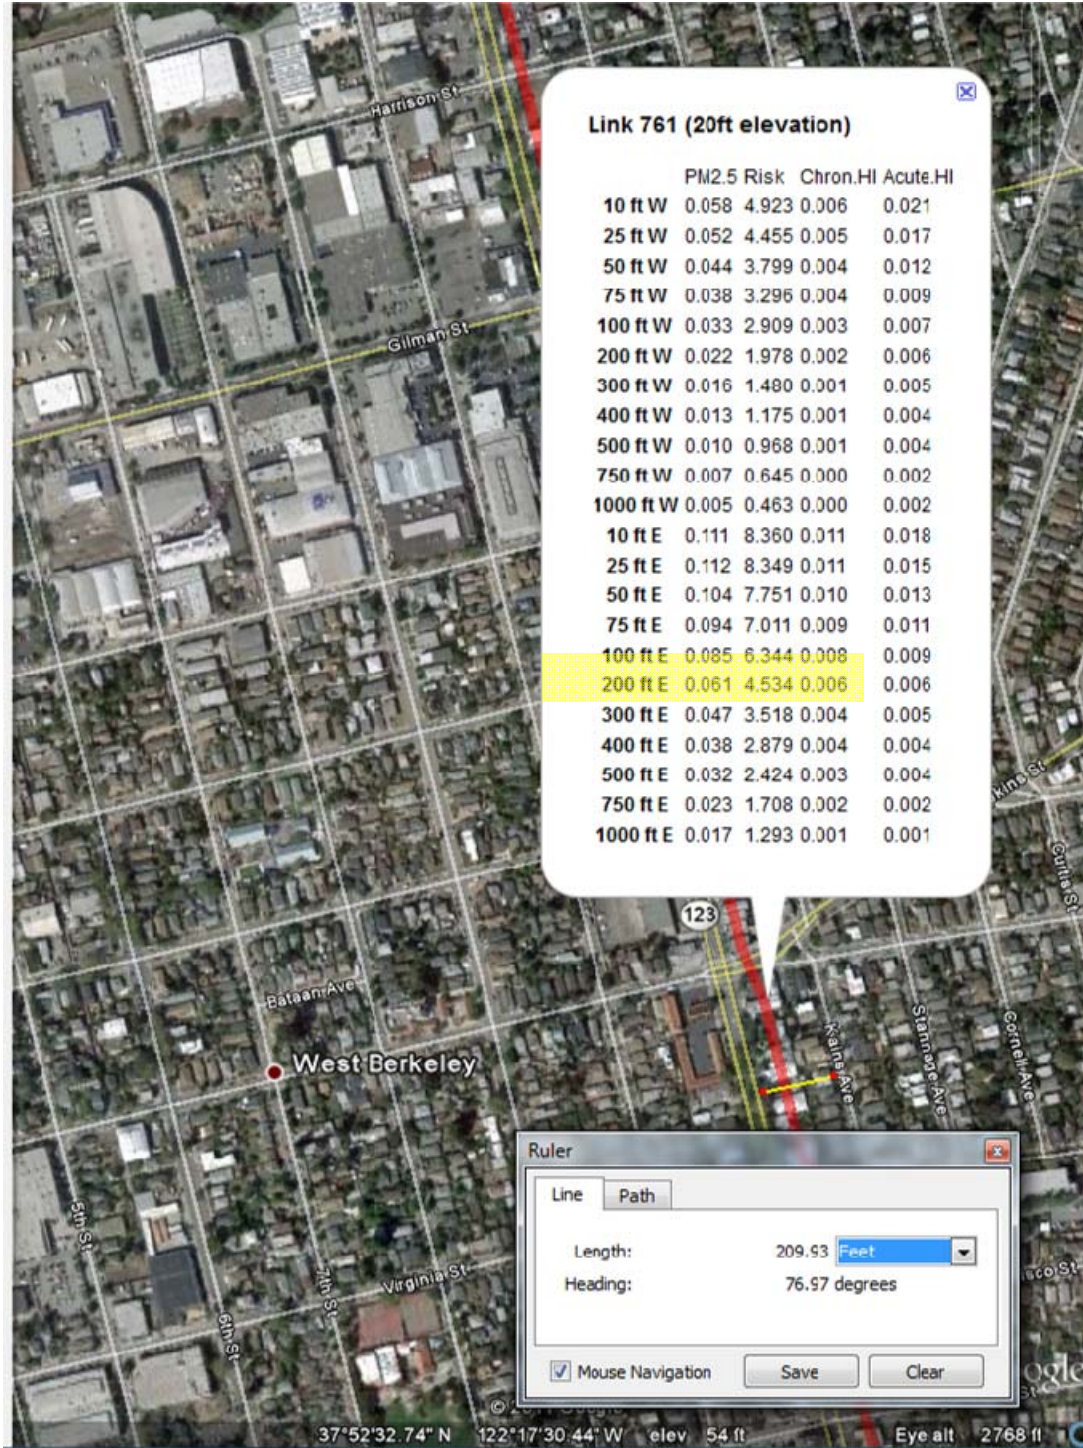 Harrison St
Link 761 (20ft elevation)
PM2.5 Risk Chron.HI Acute.HI
10 ft W 0.058 4.923 0.006 0.021
25 ft W 0.052 4.455 0.005 0.017
50 ft W 0.044 3.799 0.004 0.012
75 ft W 0.038 3.296 0.004 0.009
100 ft W 0.033 2.909 0.003 0.007
200 ft W 0.022 1.978 0.002 0.006
300 ft W 0.016 1.480 0.001 0.005
400 ft W 0.013 1.175 0.001 0.004
500 ft W 0.010 0.968 0.001 0.004
750 ft W 0.007 0.645 0.000 0.002
1000 ft W 0.005 0.463 0.000 0.002
10 ft E 0.111 8.360 0.011 0.018
25 ft E 0.112 8.349 0.011 0.015
50 ft E 0.104 7.751 0.010 0.013
75 ft E 0.094 7.011 0.009 0.011
100 ft E 0.085 6.344 0.008 0.009
200 ft E 0.061 4.534 0.006 0.006
300 ft E 0.047 3.518 0.004 0.005
400 ft E 0.038 2.879 0.004 0.004
500 ft E 0.032 2.424 0.003 0.004
750 ft E 0.023 1.708 0.002 0.002
1000 ft E 0.017 1.293 0.001 0.001
Gilman St
kins St
Curtis St
123
Bataan Ave
West Berkeley
Kains Ave
Stannage Ave
Cornell Ave
Ruler
Line Path
Length: 209.93 Feet
Heading: 76.97 degrees
Mouse Navigation Save Clear
5th St
6th St
7th St
Virginia St
isco St
ogle
37°52'32.74" N 122°17'30.44" W elev 54 ft Eye alt 2768 ft